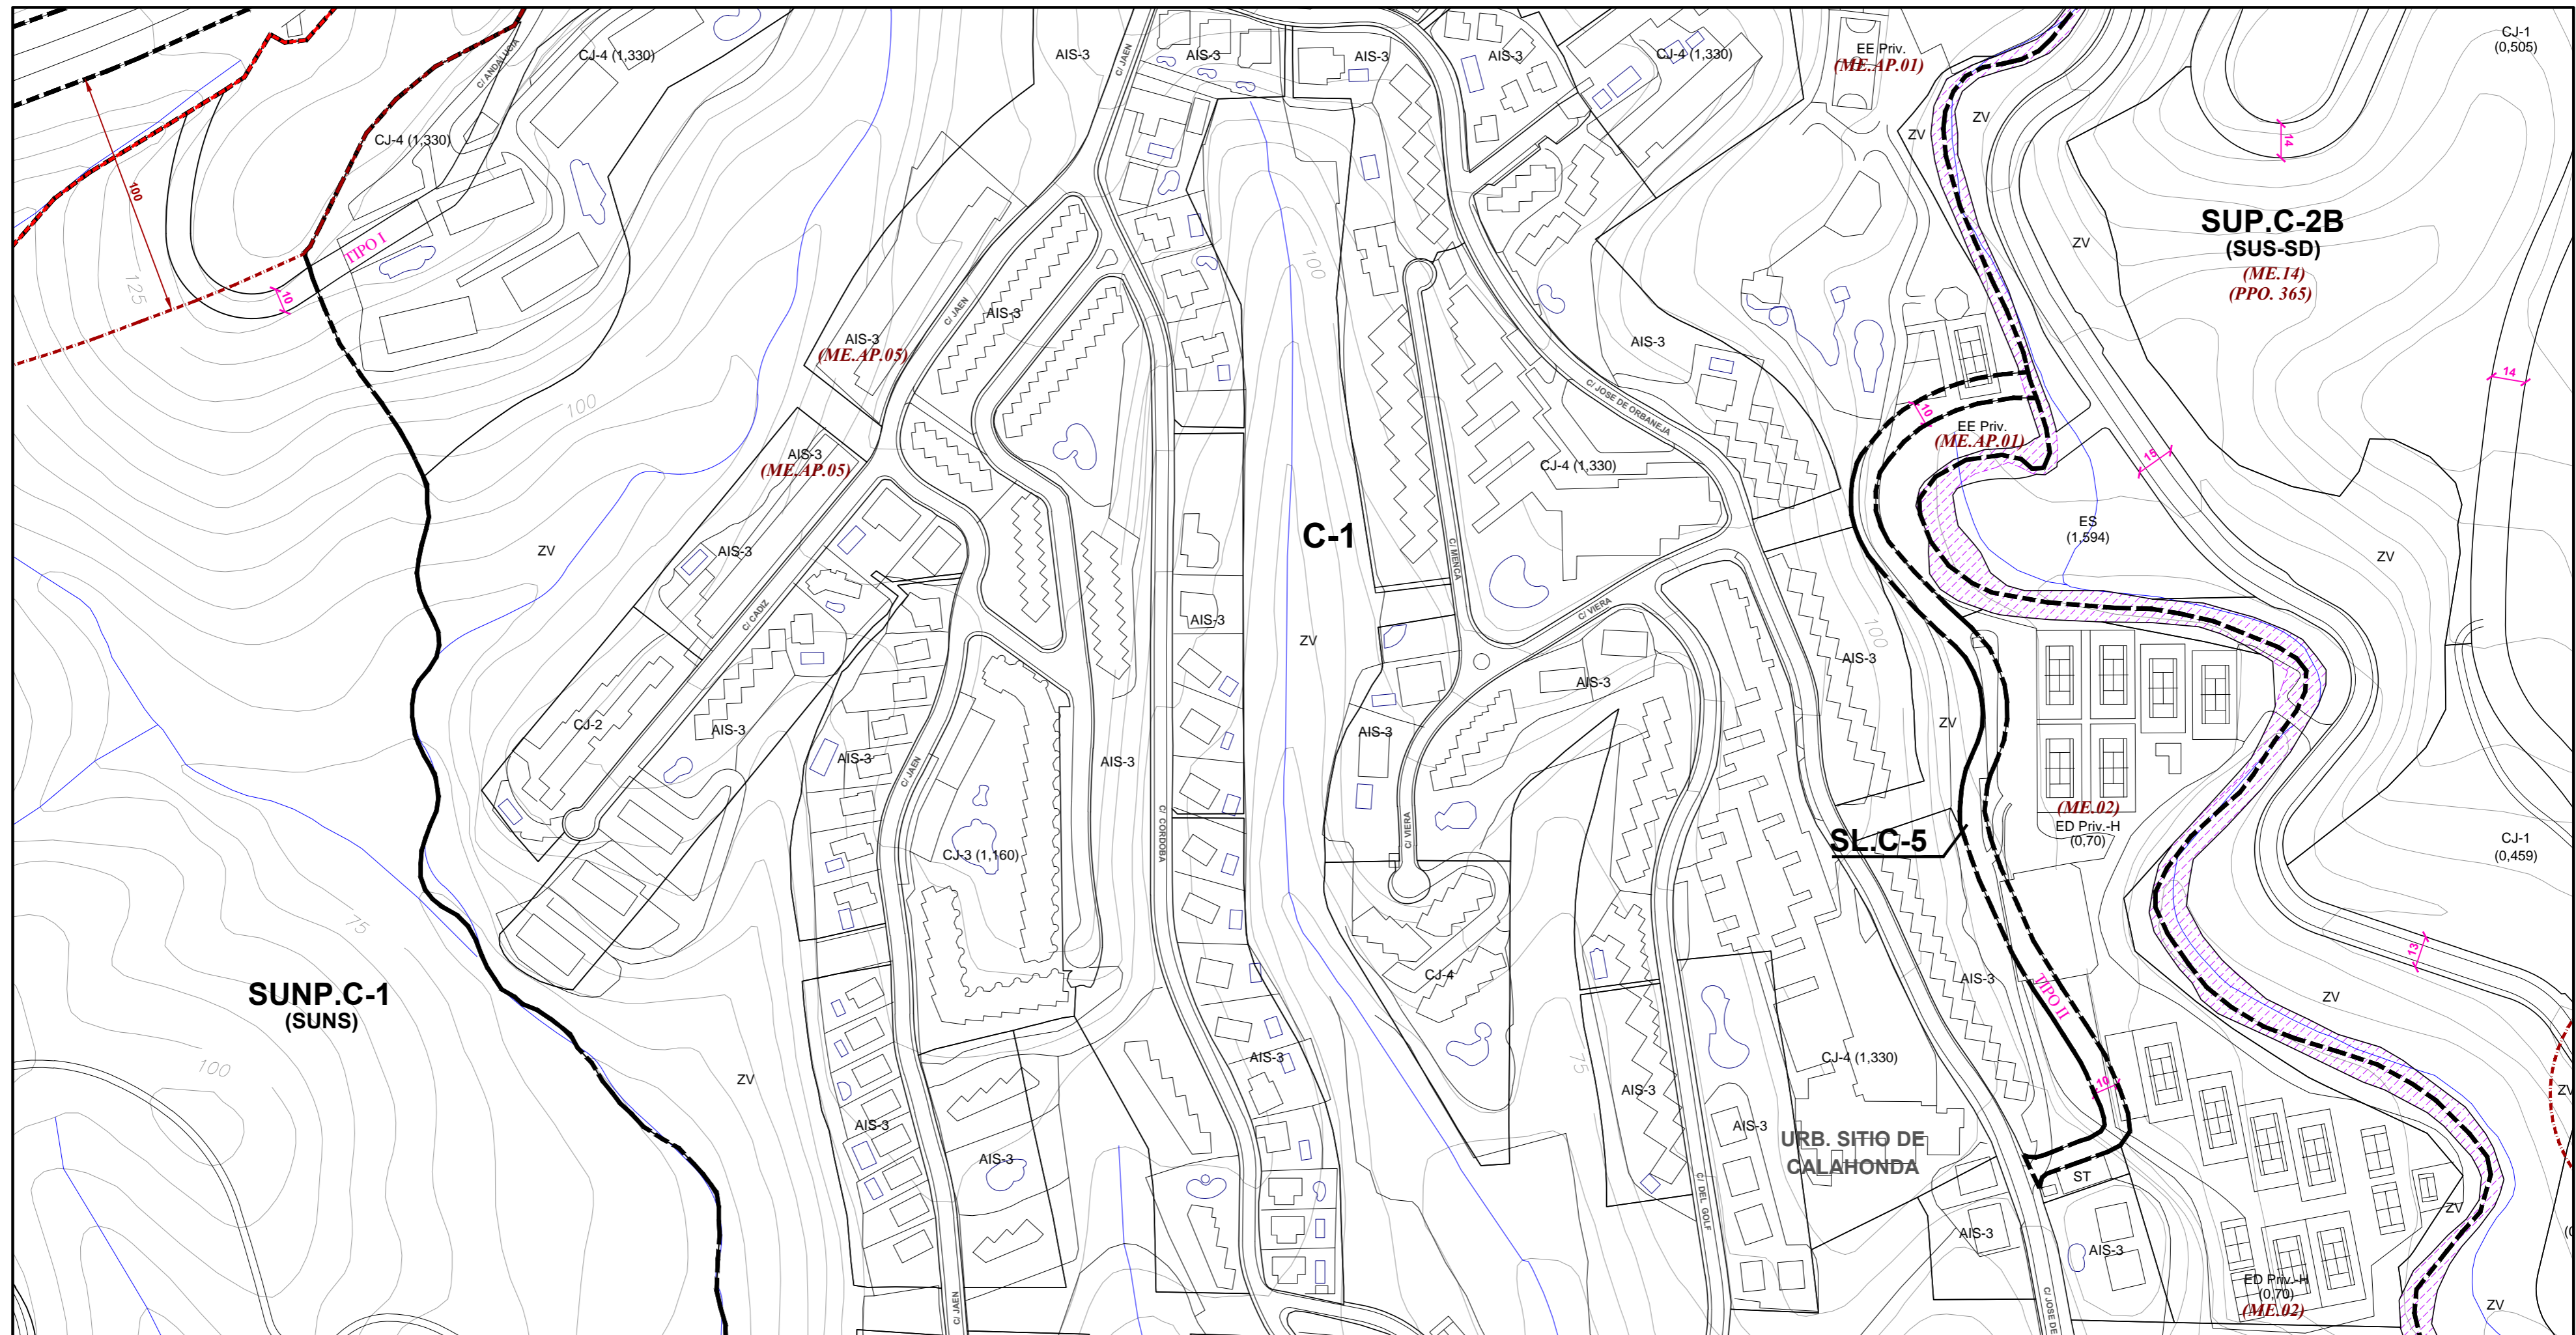 C/ ANDALUCIA
CJ-4 (1,330)
AIS-3
C/ JAEN
AIS-3
AIS-3
AIS-3
CJ-4 (1,330)
EE Priv.
(ME.AP.01)
CJ-1
(0,505)
ZV
ZV
14
CJ-4 (1,330)
100
TIPO I
10
125
100
SUP.C-2B
(SUS-SD)
(ME.14)
(PPO. 365)
ZV
C/ JAEN
AIS-3
AIS-3
(ME.AP.05)
AIS-3
14
100
C/ JOSE DE ORBANEJA
10
EE Priv.
(ME.AP.01)
AIS-3
(ME.AP.05)
CJ-4 (1,330)
15
ZV
AIS-3
C-1
C/ MENCA
ES
(1,594)
ZV
C/ CADIZ
C/ VIERA
AIS-3
ZV
100
AIS-3
AIS-3
CJ-2
AIS-3
AIS-3
ZV
AIS-3
C/ JAEN
AIS-3
C/ CORDOBA
C/ VIERA
CJ-3 (1,160)
SL.C-5
(ME.02)
ED Priv.-H
(0,70)
CJ-1
(0,459)
75
13
SUNP.C-1
(SUNS)
CJ-4
AIS-3
TIPO II
ZV
100
ZV
AIS-3
75
CJ-4 (1,330)
10
ZV
AIS-3
AIS-3
AIS-3
URB. SITIO DE
CALAHONDA
AIS-3
C/ DEL GOLF
ST
ZV
AIS-3
AIS-3
C/ JAEN
C/ JOSE DE
ED Priv.-H
(0,70)
(ME.02)
ZV